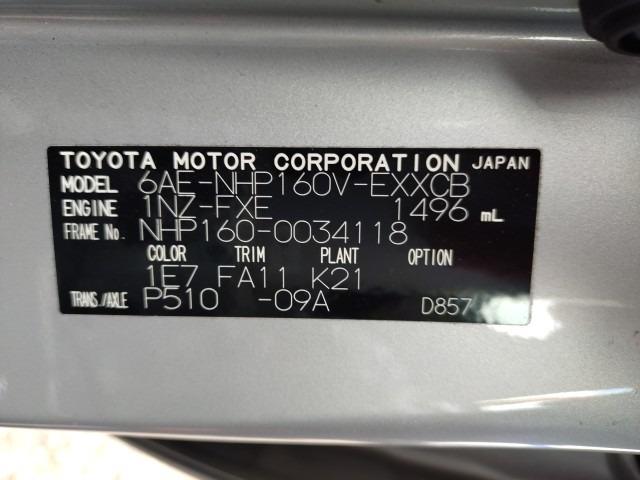 TOYOTA MOTOR CORPORATION JAPAN
MODEL 6AE-NHP160V-EXXCB
ENGINE 1NZ-FXE 1496 mL
FRAME No. NHP160-0034118
COLOR TRIM PLANT OPTION
1E7 FA11 K21
TRANS./AXLE P510 -09A D857